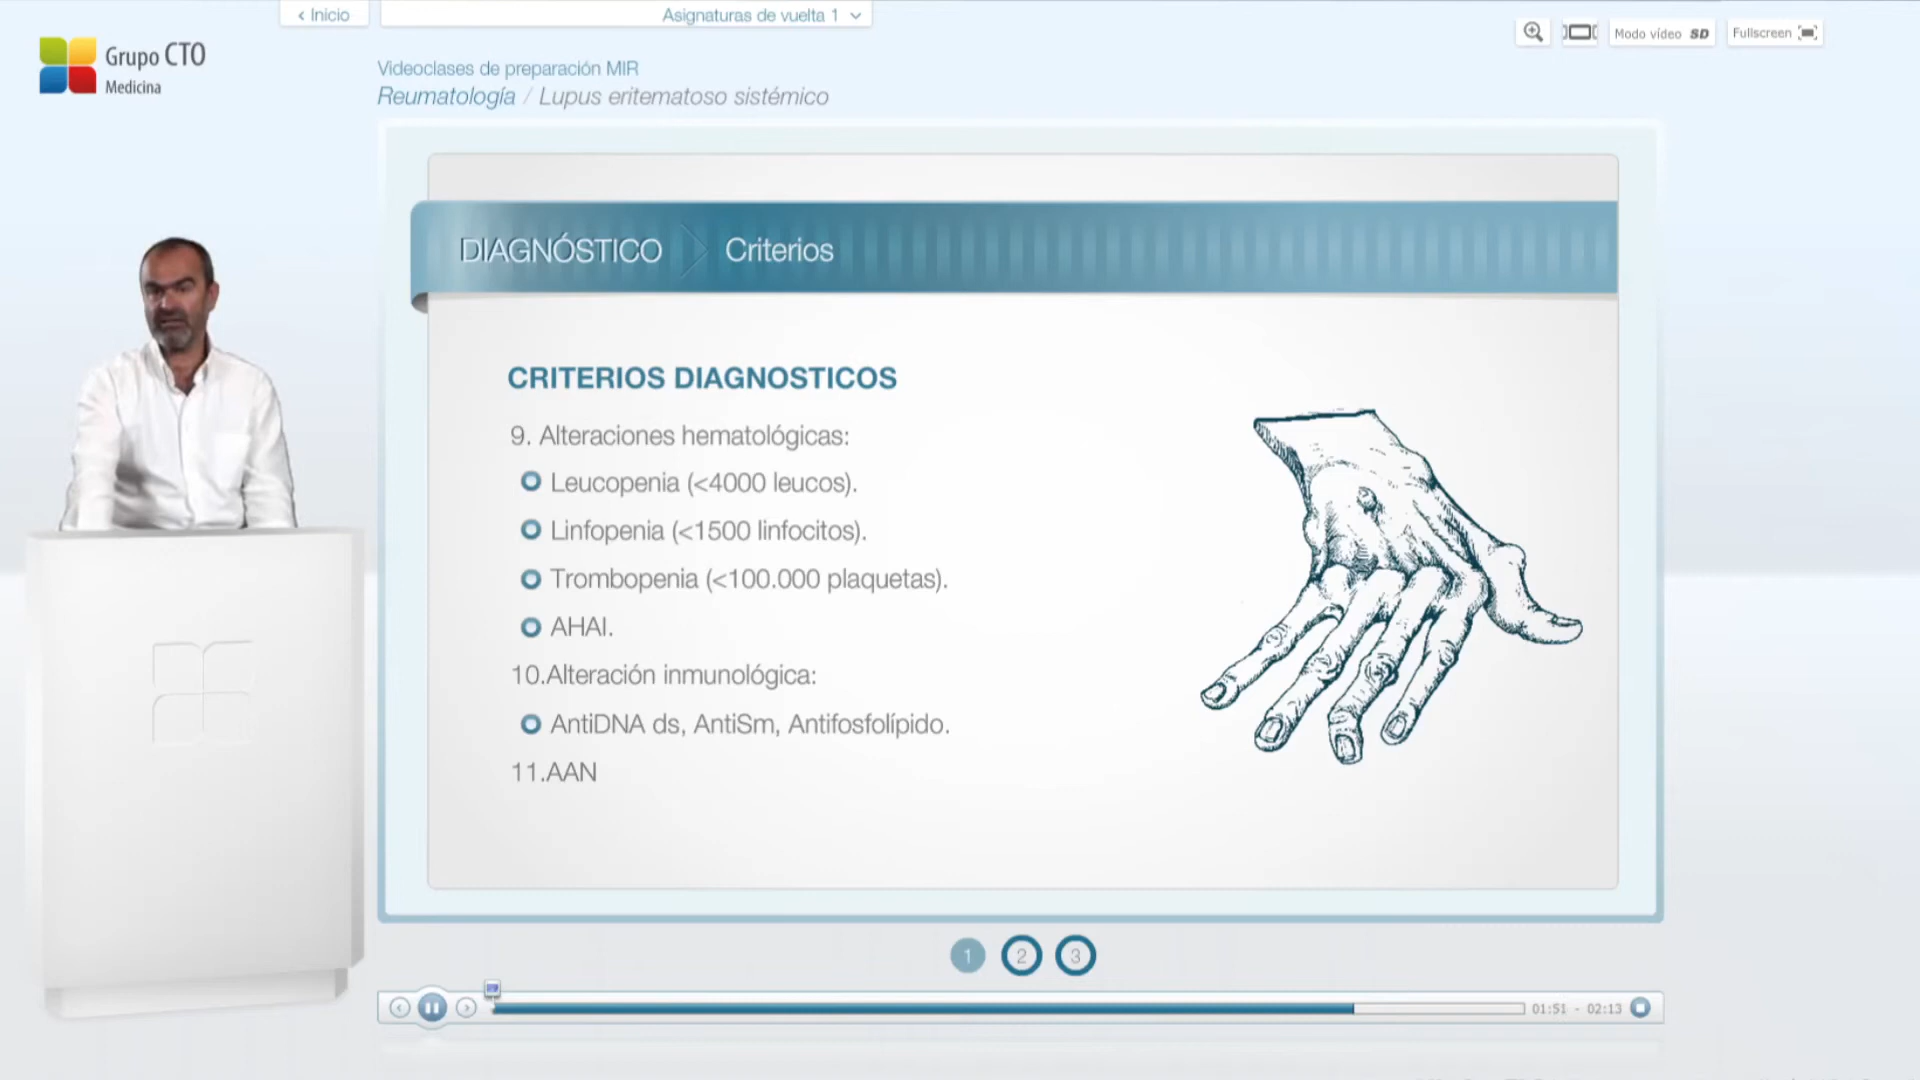 ‹ Inicio
Asignaturas de vuelta 1
Grupo CTO
Medicina
Modo vídeo SD
Fullscreen
Videoclases de preparación MIR
Reumatología / Lupus eritematoso sistémico
DIAGNÓSTICO
Criterios
CRITERIOS DIAGNOSTICOS
9. Alteraciones hematológicas:
Leucopenia (<4000 leucos).
Linfopenia (<1500 linfocitos).
Trombopenia (<100.000 plaquetas).
AHAI.
10.Alteración inmunológica:
AntiDNA ds, AntiSm, Antifosfolípido.
11.AAN
1
2
3
01:51 - 02:13